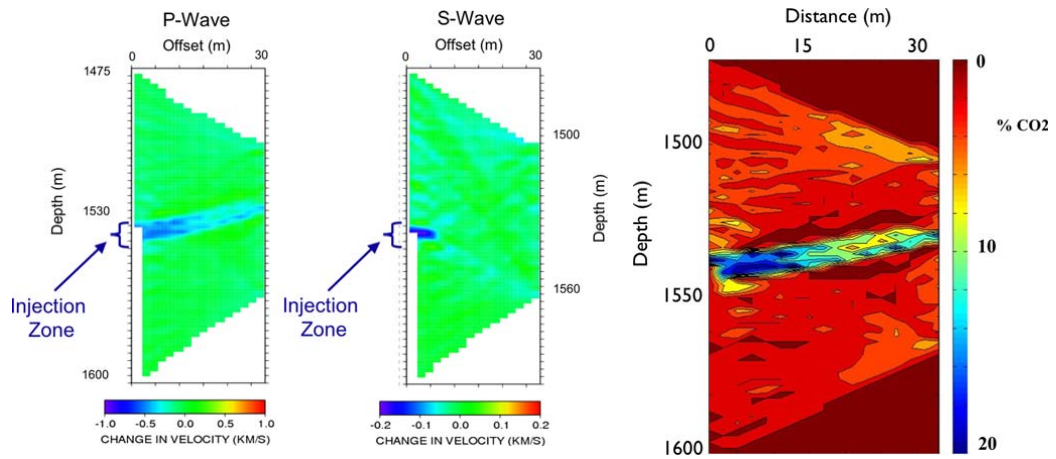 P-Wave
Offset (m)
0 30
1475
1530
1600
Depth (m)
Injection
Zone
-1.0 -0.5 0.0 0.5 1.0
CHANGE IN VELOCITY (KM/S)
S-Wave
Offset (m)
0 30
1500
1560
Depth (m)
Injection
Zone
-0.2 -0.1 0.0 0.1 0.2
CHANGE IN VELOCITY (KM/S)
Distance (m)
0 15 30
1500
1550
1600
Depth (m)
0
% CO2
10
20